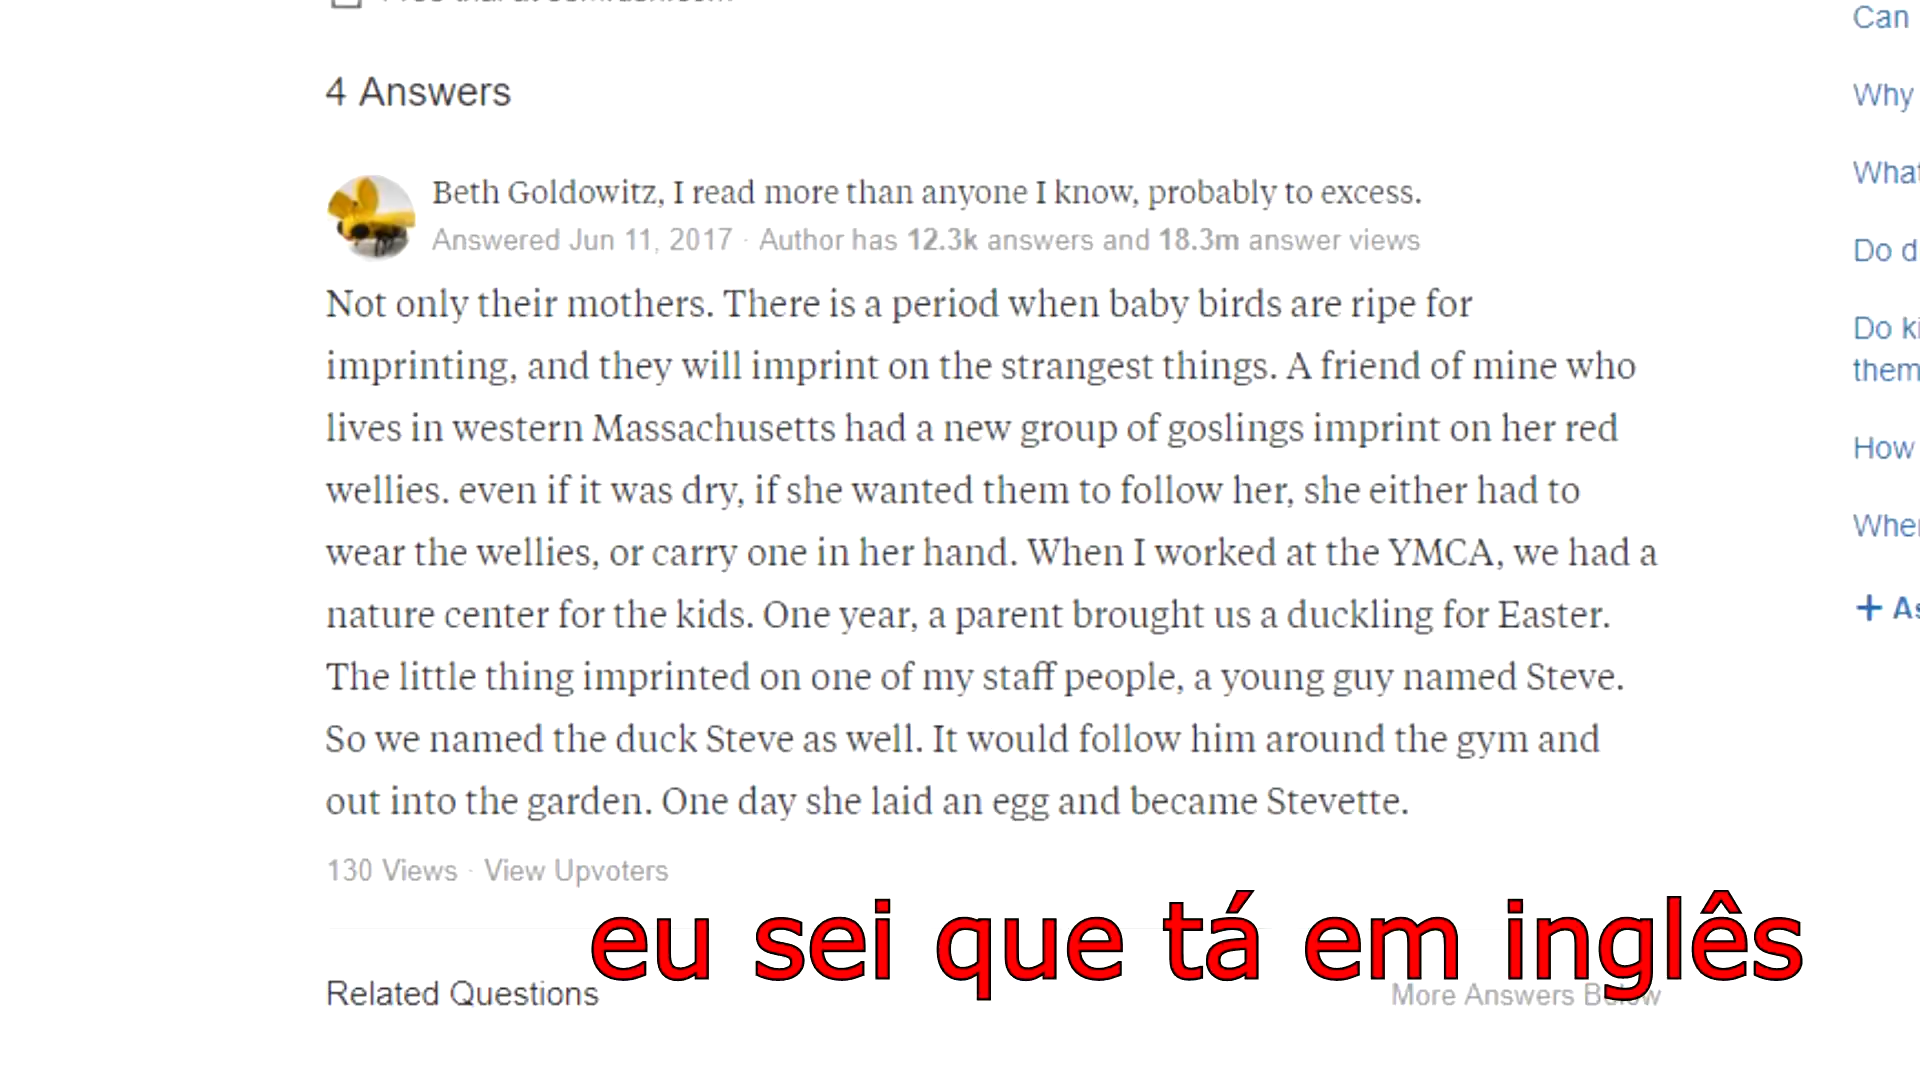 4 Answers
Beth Goldowitz, I read more than anyone I know, probably to excess.
Answered Jun 11, 2017 · Author has 12.3k answers and 18.3m answer views
Not only their mothers. There is a period when baby birds are ripe for
imprinting, and they will imprint on the strangest things. A friend of mine who
lives in western Massachusetts had a new group of goslings imprint on her red
wellies. even if it was dry, if she wanted them to follow her, she either had to
wear the wellies, or carry one in her hand. When I worked at the YMCA, we had a
nature center for the kids. One year, a parent brought us a duckling for Easter.
The little thing imprinted on one of my staff people, a young guy named Steve.
So we named the duck Steve as well. It would follow him around the gym and
out into the garden. One day she laid an egg and became Stevette.
130 Views · View Upvoters
eu sei que tá em inglês
Related Questions
More Answers Below
Can
Why
What
Do d
Do ki
them
How
When
+ As